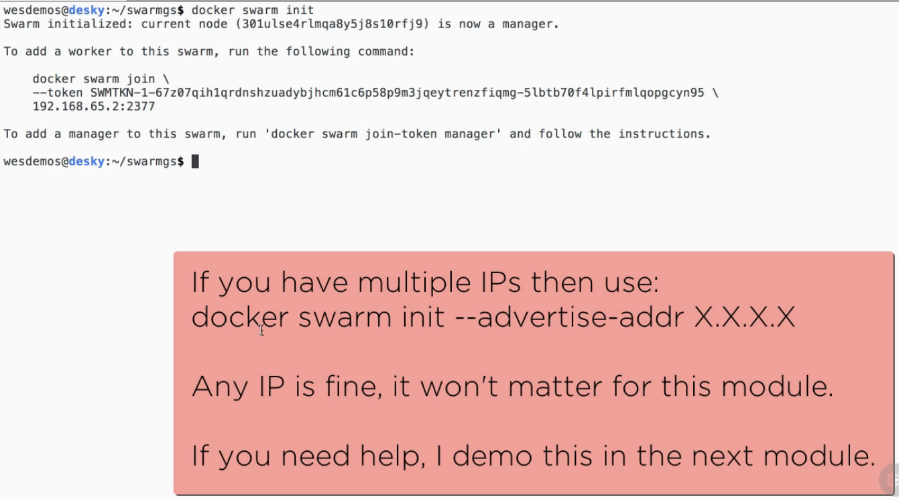 wesdemos@desky:~/swarmgs$ docker swarm init
Swarm initialized: current node (301ulse4rlmqa8y5j8s10rfj9) is now a manager.
To add a worker to this swarm, run the following command:
docker swarm join \
--token SWMTKN-1-67z07qih1qrdnshzuadybjhcm61c6p58p9m3jqeytrenzfiqmg-5lbtb70f4lpirfmlqopgcyn95 \
192.168.65.2:2377
To add a manager to this swarm, run 'docker swarm join-token manager' and follow the instructions.
wesdemos@desky:~/swarmgs$
If you have multiple IPs then use:
docker swarm init --advertise-addr X.X.X.X
Any IP is fine, it won't matter for this module.
If you need help, I demo this in the next module.